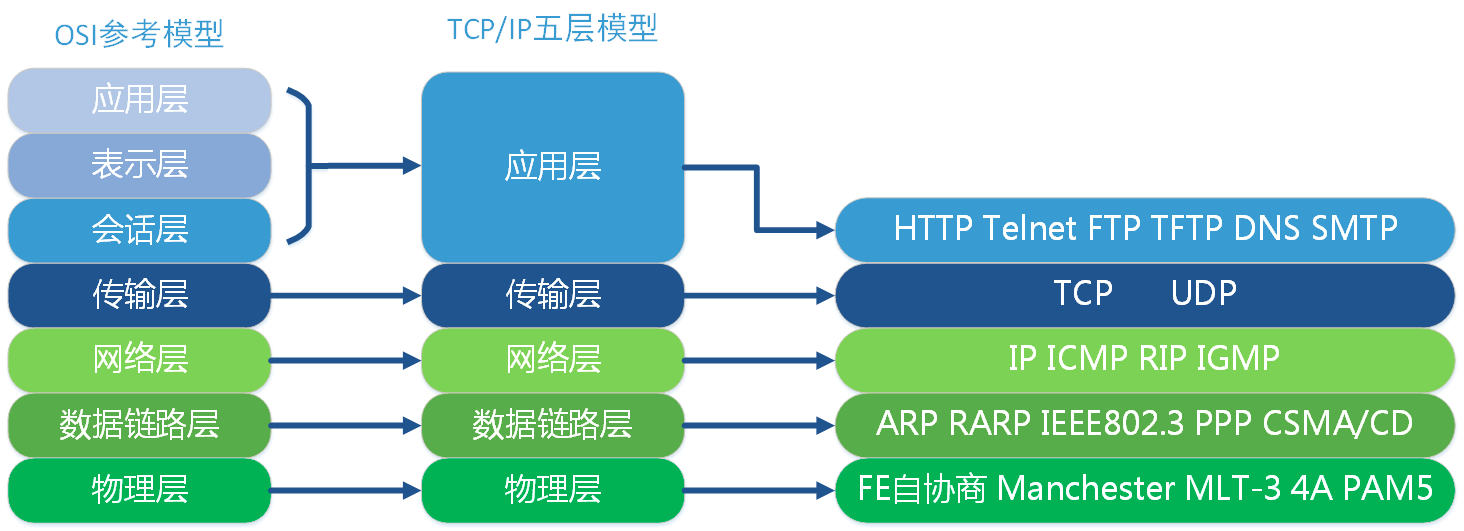 OSI参考模型
TCP/IP五层模型
应用层
表示层
会话层
传输层
网络层
数据链路层
物理层
应用层
传输层
网络层
数据链路层
物理层
HTTP Telnet FTP TFTP DNS SMTP
TCP UDP
IP ICMP RIP IGMP
ARP RARP IEEE802.3 PPP CSMA/CD
FE自协商 Manchester MLT-3 4A PAM5